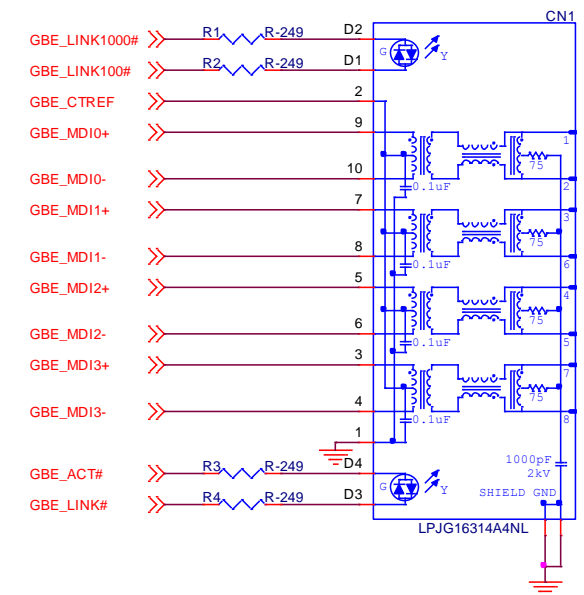 CN1
GBE_LINK1000# R1 R-249 D2
G Y
GBE_LINK100# R2 R-249 D1
GBE_CTREF 2
GBE_MDI0+ 9 1
75
GBE_MDI0- 10 2
0.1uF
GBE_MDI1+ 7 3
75
GBE_MDI1- 8 6
0.1uF
GBE_MDI2+ 5 4
75
GBE_MDI2- 6 5
0.1uF
GBE_MDI3+ 3 7
75
GBE_MDI3- 4 8
0.1uF
1
1000pF
2kV
GBE_ACT# R3 R-249 D4
G Y
SHIELD GND
GBE_LINK# R4 R-249 D3
LPJG16314A4NL